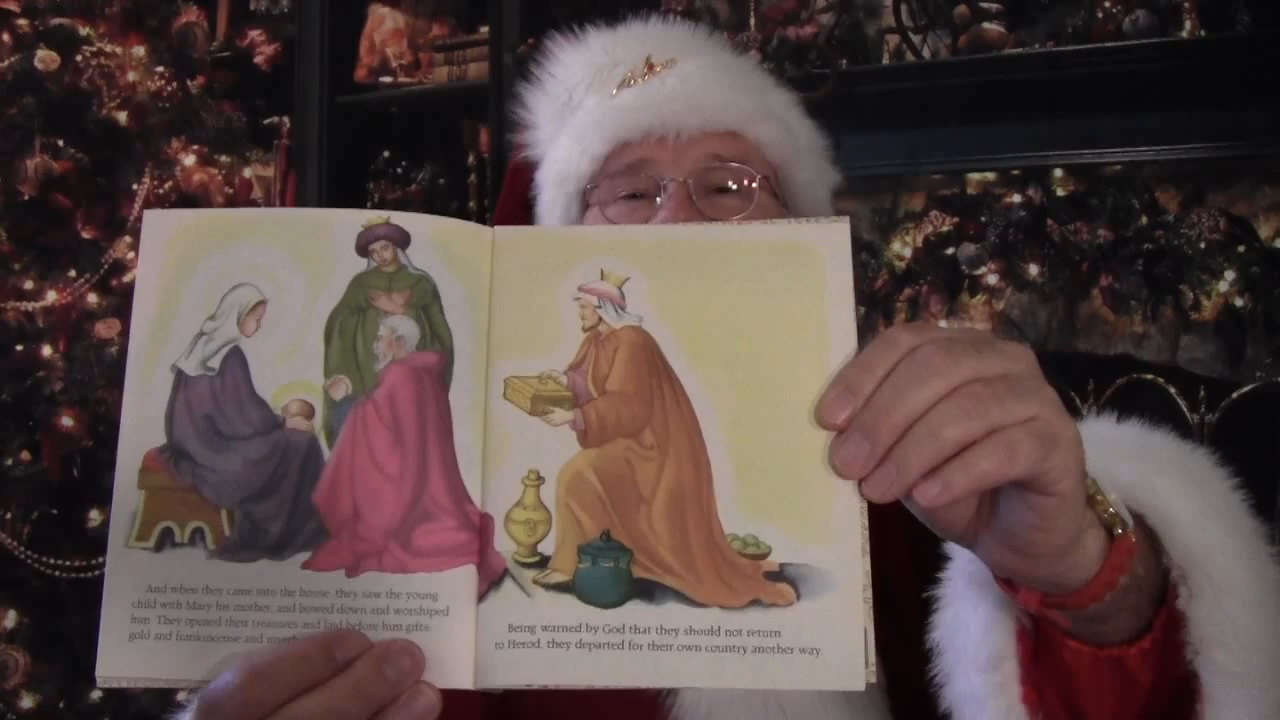 And when they came into the house, they saw the young
child with Mary his mother, and bowed down and worshiped
him. They opened their treasures and laid before him gifts:
gold and frankincense and myrrh
Being warned by God that they should not return
to Herod, they departed for their own country another way.